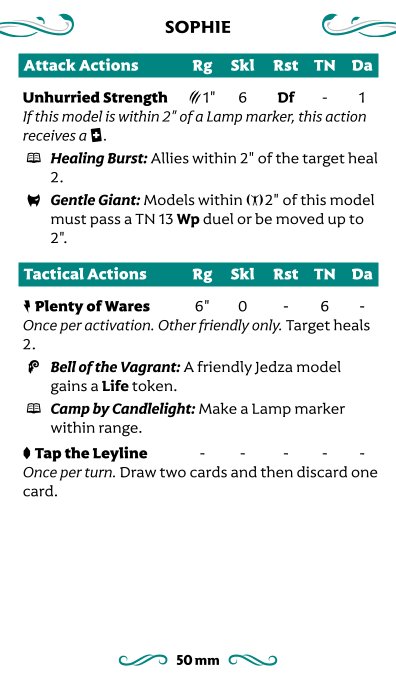 SOPHIE
Attack Actions Rg Skl Rst TN Da
Unhurried Strength 1" 6 Df - 1
If this model is within 2" of a Lamp marker, this action
receives a .
Healing Burst: Allies within 2" of the target heal
2.
Gentle Giant: Models within 2" of this model
must pass a TN 13 Wp duel or be moved up to
2".
Tactical Actions Rg Skl Rst TN Da
Plenty of Wares 6" 0 - 6 -
Once per activation. Other friendly only. Target heals
2.
Bell of the Vagrant: A friendly Jedza model
gains a Life token.
Camp by Candlelight: Make a Lamp marker
within range.
Tap the Leyline - - - - -
Once per turn. Draw two cards and then discard one
card.
50 mm